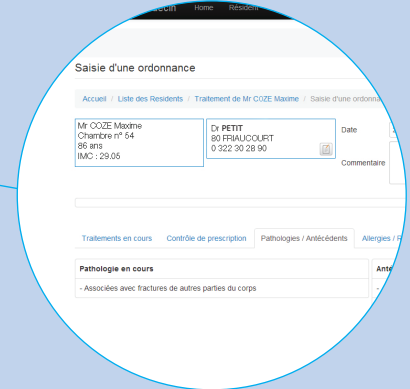 Home Résident
Saisie d'une ordonnance
Accueil / Liste des Residents / Traitement de Mr COZE Maxime / Saisie d'une
Mr COZE Maxime
Chambre n° 54
86 ans
IMC : 29.05
Dr PETIT
80 FRIAUCOURT
0 322 30 28 90
Date
Commentaire
Traitements en cours Contrôle de prescription Pathologies / Antécédents Allergies /
Pathologie en cours
- Associées avec fractures de autres parties du corps